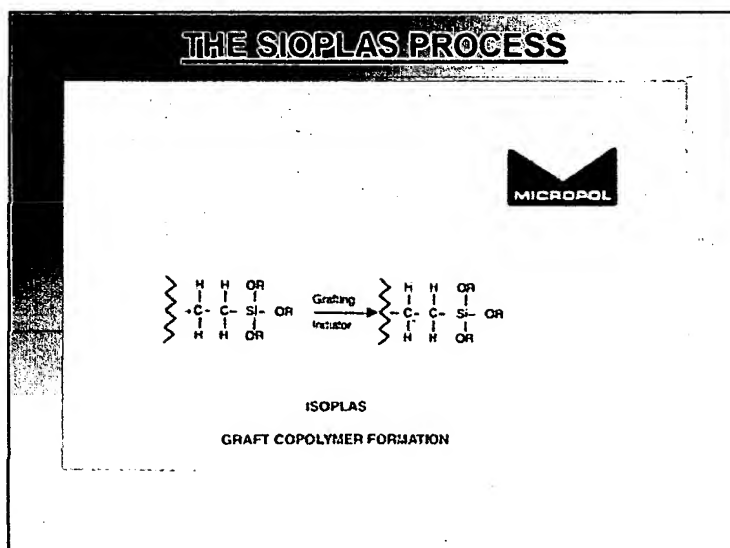 THE SIOPLAS PROCESS
MICROPOL
H H OR
+C- C- Si- OR
H H OR
Grafting
Initiator
H H OR
-C- C- Si- OR
H H OR
ISOPLAS
GRAFT COPOLYMER FORMATION